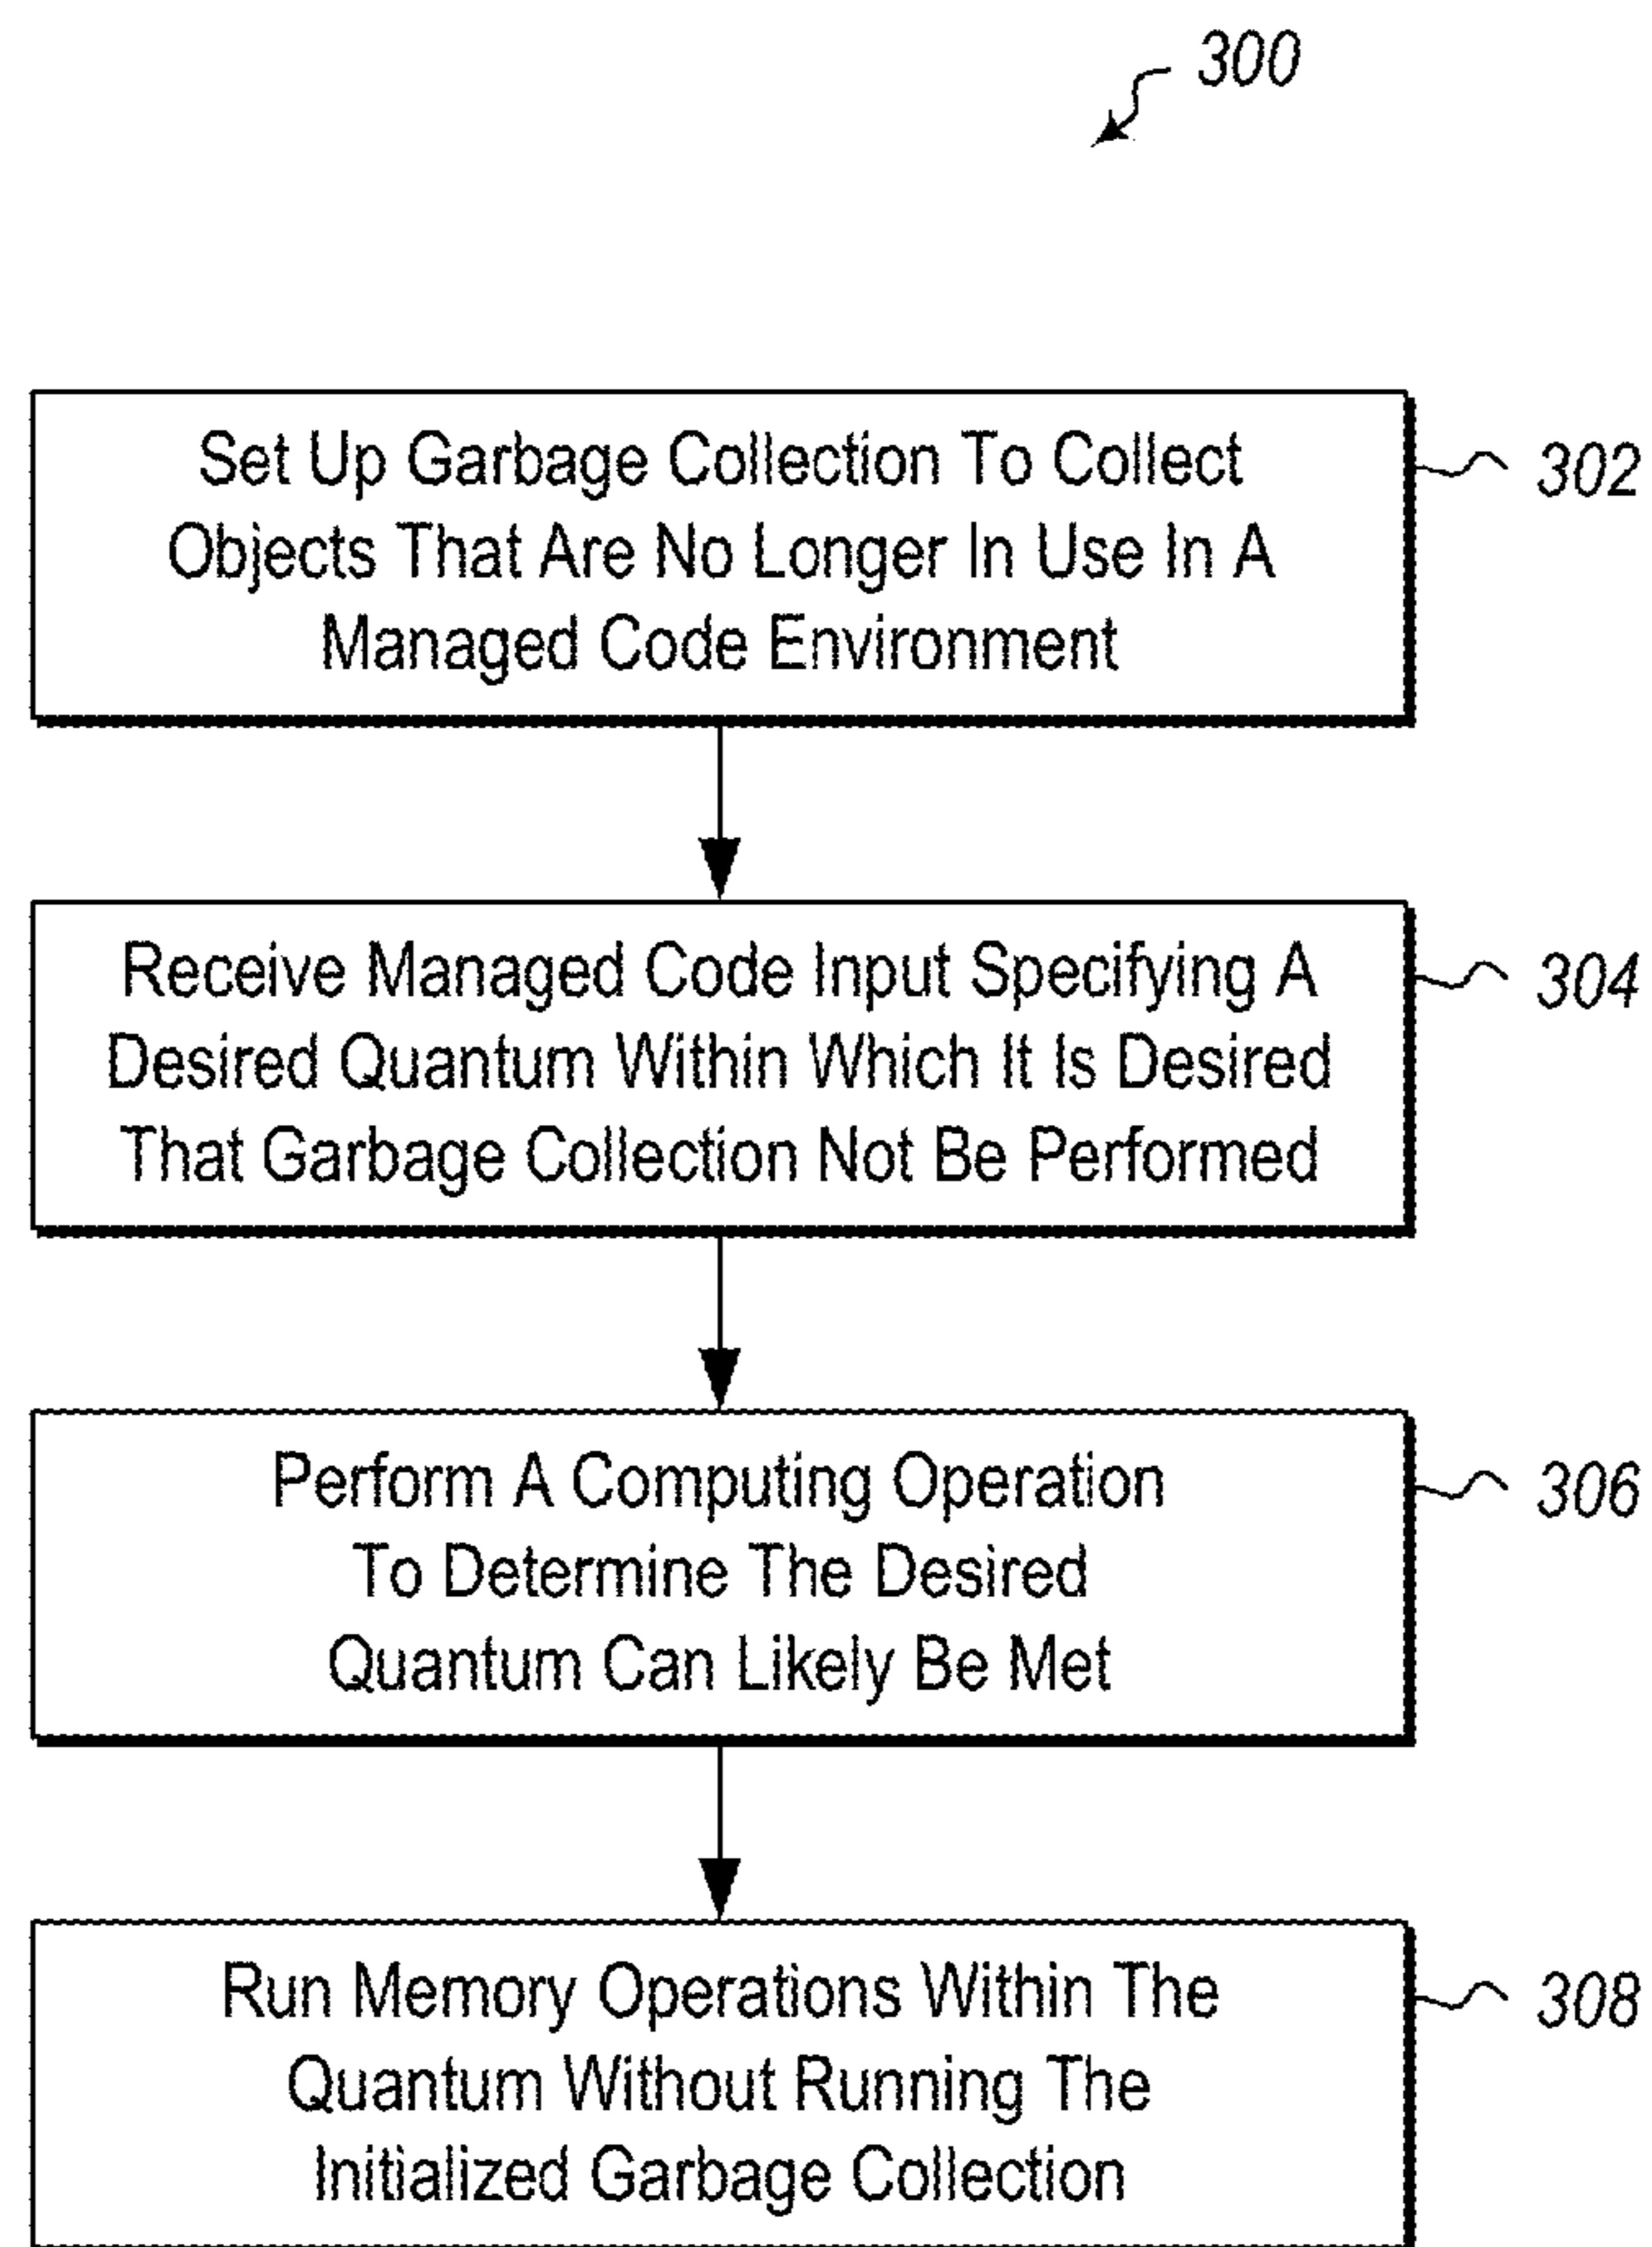 300
Set Up Garbage Collection To Collect
Objects That Are No Longer In Use In A
Managed Code Environment
302
Receive Managed Code Input Specifying A
Desired Quantum Within Which It Is Desired
That Garbage Collection Not Be Performed
304
Perform A Computing Operation
To Determine The Desired
Quantum Can Likely Be Met
306
Run Memory Operations Within The
Quantum Without Running The
Initialized Garbage Collection
308